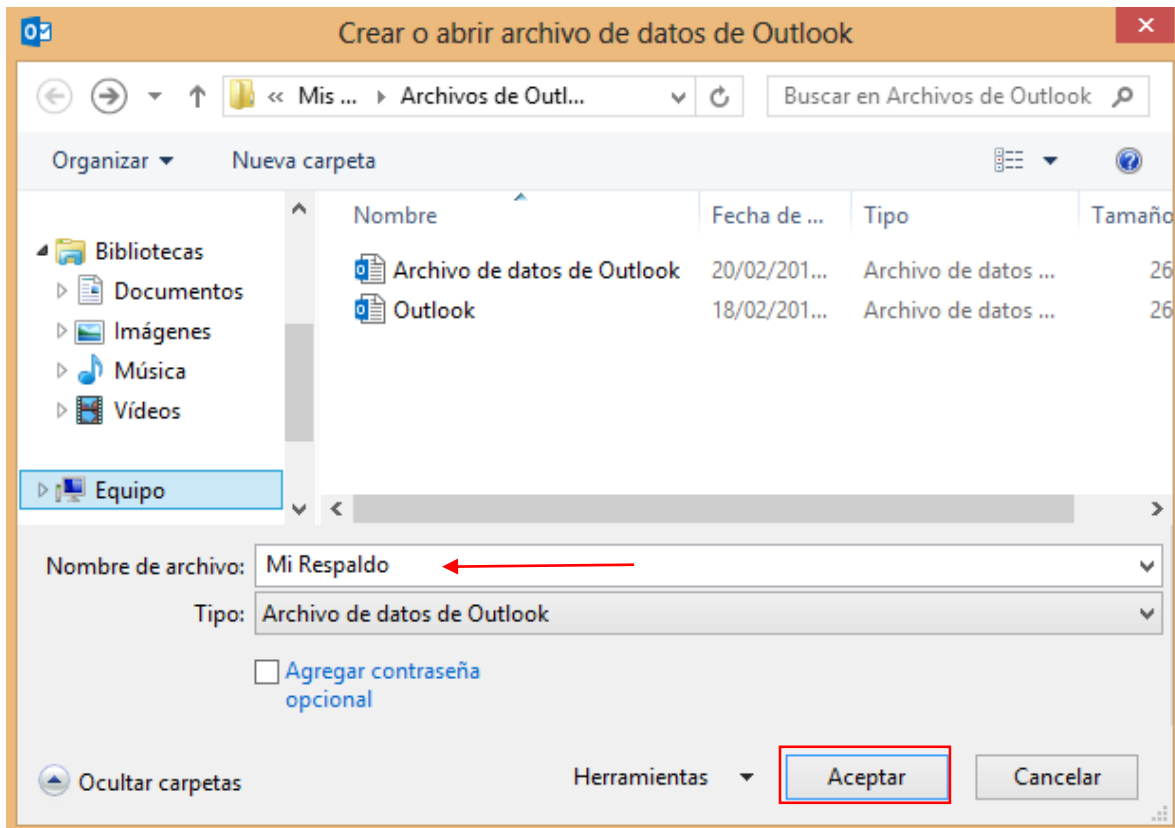 Crear o abrir archivo de datos de Outlook
« Mis ... Archivos de Outl... Buscar en Archivos de Outlook
Organizar Nueva carpeta
Nombre Fecha de ... Tipo Tamaño
Bibliotecas
Documentos
Imágenes
Música
Vídeos
Equipo
Archivo de datos de Outlook 20/02/201... Archivo de datos ... 26
Outlook 18/02/201... Archivo de datos ... 26
Nombre de archivo: Mi Respaldo
Tipo: Archivo de datos de Outlook
Agregar contraseña
opcional
Ocultar carpetas Herramientas Aceptar Cancelar